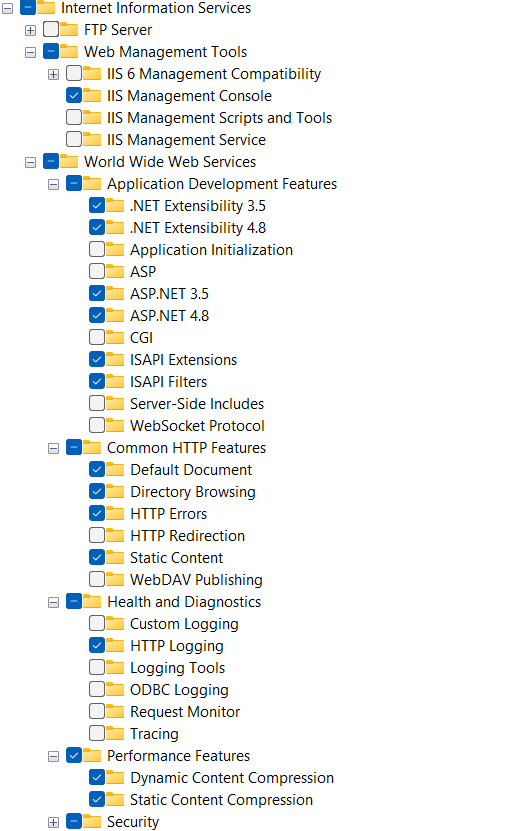 Internet Information Services
FTP Server
Web Management Tools
IIS 6 Management Compatibility
IIS Management Console
IIS Management Scripts and Tools
IIS Management Service
World Wide Web Services
Application Development Features
.NET Extensibility 3.5
.NET Extensibility 4.8
Application Initialization
ASP
ASP.NET 3.5
ASP.NET 4.8
CGI
ISAPI Extensions
ISAPI Filters
Server-Side Includes
WebSocket Protocol
Common HTTP Features
Default Document
Directory Browsing
HTTP Errors
HTTP Redirection
Static Content
WebDAV Publishing
Health and Diagnostics
Custom Logging
HTTP Logging
Logging Tools
ODBC Logging
Request Monitor
Tracing
Performance Features
Dynamic Content Compression
Static Content Compression
Security